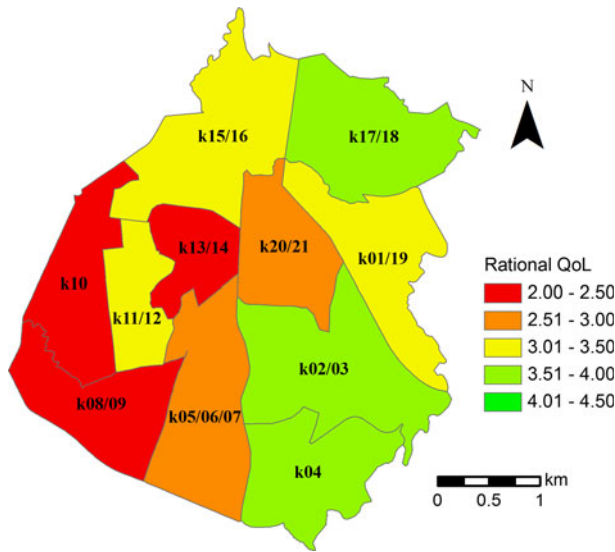 N
k15/16
k17/18
k13/14
k20/21
k01/19
k10
k11/12
k02/03
k08/09
k05/06/07
k04
Rational QoL
2.00 - 2.50
2.51 - 3.00
3.01 - 3.50
3.51 - 4.00
4.01 - 4.50
km
0 0.5 1